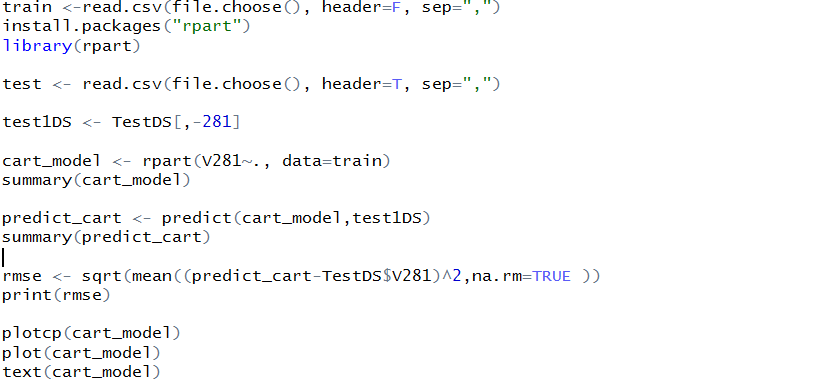 train <-read.csv(file.choose(), header=F, sep=",")
install.packages("rpart")
library(rpart)
test <- read.csv(file.choose(), header=T, sep=",")
test1DS <- TestDS[,-281]
cart_model <- rpart(V281~., data=train)
summary(cart_model)
predict_cart <- predict(cart_model,test1DS)
summary(predict_cart)
rmse <- sqrt(mean((predict_cart-TestDS$V281)^2,na.rm=TRUE ))
print(rmse)
plotcp(cart_model)
plot(cart_model)
text(cart_model)